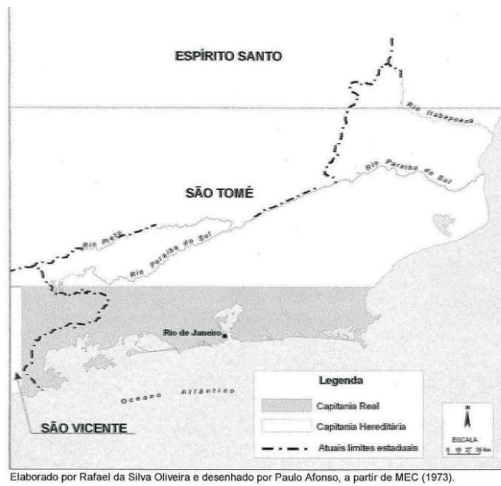 ESPÍRITO SANTO
Rio Itabapoana
Rio Paraíba do Sul
SÃO TOMÉ
Rio Preto
Rio Paraíba do Sul
Rio de Janeiro
Oceano Atlântico
SÃO VICENTE
Legenda
Capitania Real
Capitania Hereditária
Atuais limites estaduais
N
ESCALA
Elaborado por Rafael da Silva Oliveira e desenhado por Paulo Afonso, a partir de MEC (1973).